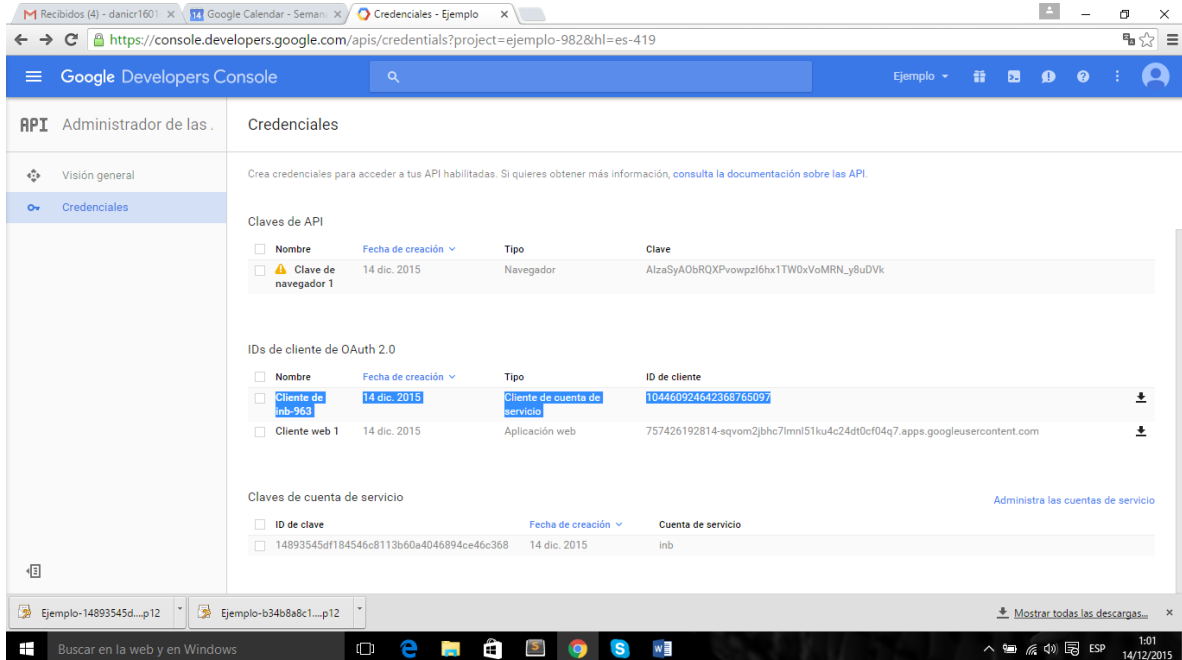 Recibidos (4) - danicr1601
14 Google Calendar - Seman
Credenciales - Ejemplo
https://console.developers.google.com/apis/credentials?project=ejemplo-982&hl=es-419
Google Developers Console
Ejemplo
API Administrador de las .
Credenciales
Visión general
Credenciales
Crea credenciales para acceder a tus API habilitadas. Si quieres obtener más información, consulta la documentación sobre las API.
Claves de API
Nombre Fecha de creación Tipo Clave
Clave de navegador 1 14 dic. 2015 Navegador AIzaSyAObRQXPvowpzI6hx1TW0xVoMRN_y8uDVk
IDs de cliente de OAuth 2.0
Nombre Fecha de creación Tipo ID de cliente
Cliente de inb-963 14 dic. 2015 Cliente de cuenta de servicio 104460924642368765097
Cliente web 1 14 dic. 2015 Aplicación web 757426192814-sqvom2jbhc7lmnl51ku4c24dt0cf04q7.apps.googleusercontent.com
Claves de cuenta de servicio
Administra las cuentas de servicio
ID de clave Fecha de creación Cuenta de servicio
14893545df184546c8113b60a4046894ce46c368 14 dic. 2015 inb
Ejemplo-14893545d....p12
Ejemplo-b34b8a8c1....p12
Mostrar todas las descargas...
Buscar en la web y en Windows
ESP
1:01
14/12/2015